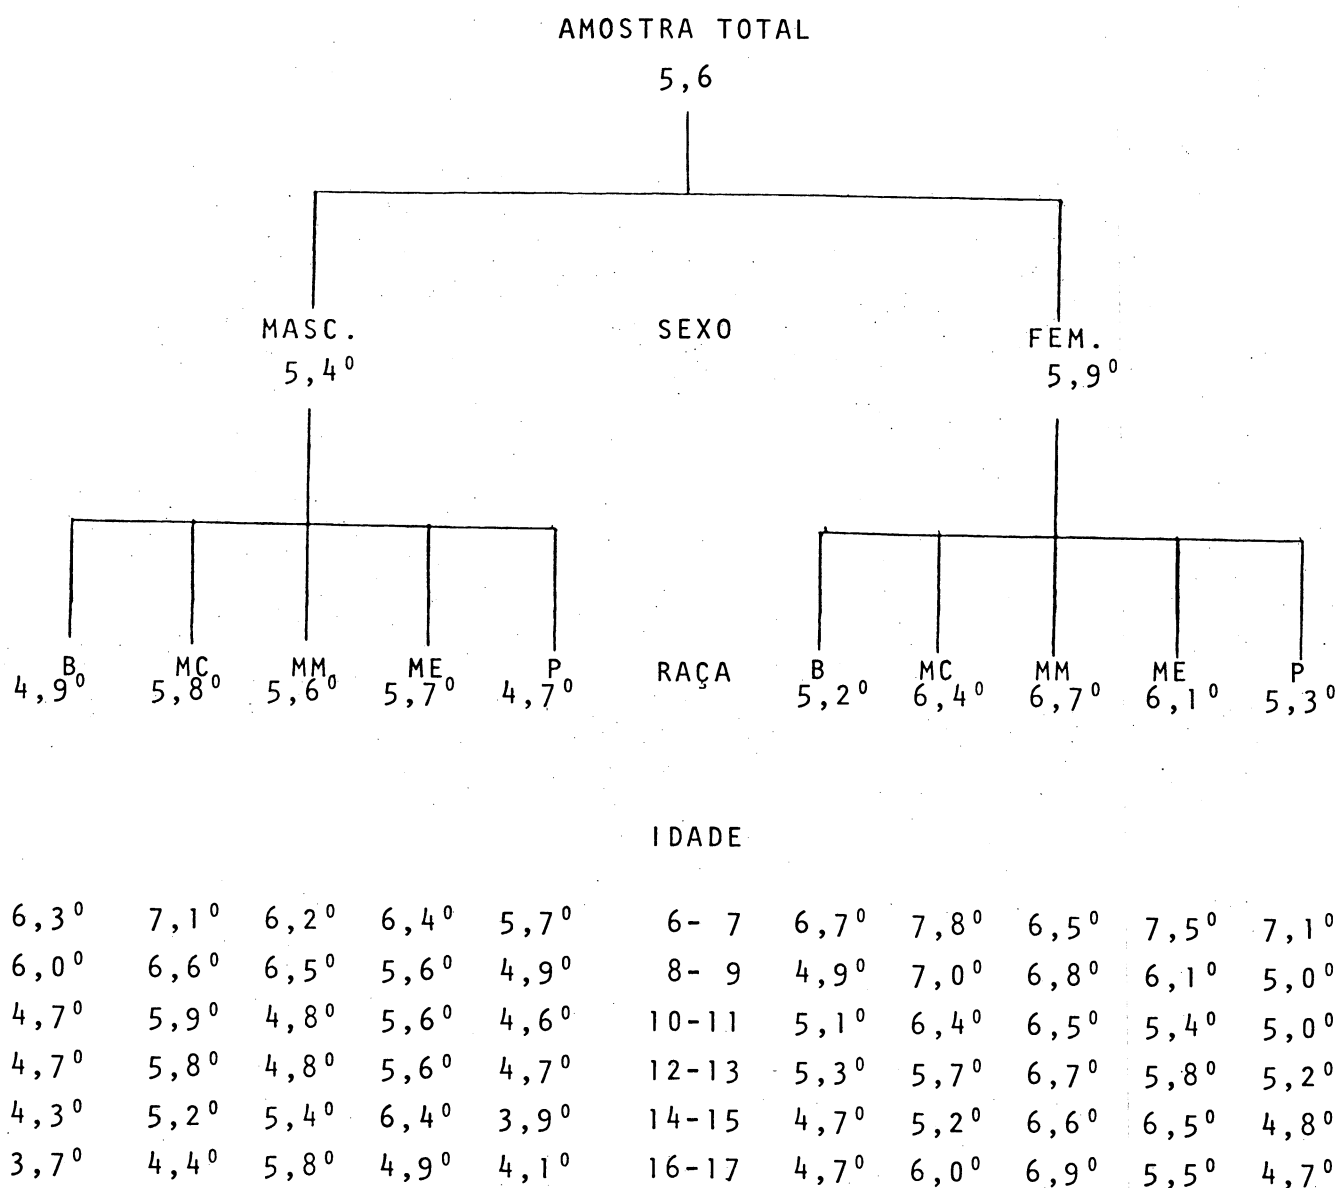 AMOSTRA TOTAL
5,6
MASC. SEXO FEM.
5,4⁰ 5,9⁰
B MC MM ME P RAÇA B MC MM ME P
4,9⁰ 5,8⁰ 5,6⁰ 5,7⁰ 4,7⁰ 5,2⁰ 6,4⁰ 6,7⁰ 6,1⁰ 5,3⁰
IDADE
6,3⁰ 7,1⁰ 6,2⁰ 6,4⁰ 5,7⁰ 6- 7 6,7⁰ 7,8⁰ 6,5⁰ 7,5⁰ 7,1⁰
6,0⁰ 6,6⁰ 6,5⁰ 5,6⁰ 4,9⁰ 8- 9 4,9⁰ 7,0⁰ 6,8⁰ 6,1⁰ 5,0⁰
4,7⁰ 5,9⁰ 4,8⁰ 5,6⁰ 4,6⁰ 10-11 5,1⁰ 6,4⁰ 6,5⁰ 5,4⁰ 5,0⁰
4,7⁰ 5,8⁰ 4,8⁰ 5,6⁰ 4,7⁰ 12-13 5,3⁰ 5,7⁰ 6,7⁰ 5,8⁰ 5,2⁰
4,3⁰ 5,2⁰ 5,4⁰ 6,4⁰ 3,9⁰ 14-15 4,7⁰ 5,2⁰ 6,6⁰ 6,5⁰ 4,8⁰
3,7⁰ 4,4⁰ 5,8⁰ 4,9⁰ 4,1⁰ 16-17 4,7⁰ 6,0⁰ 6,9⁰ 5,5⁰ 4,7⁰